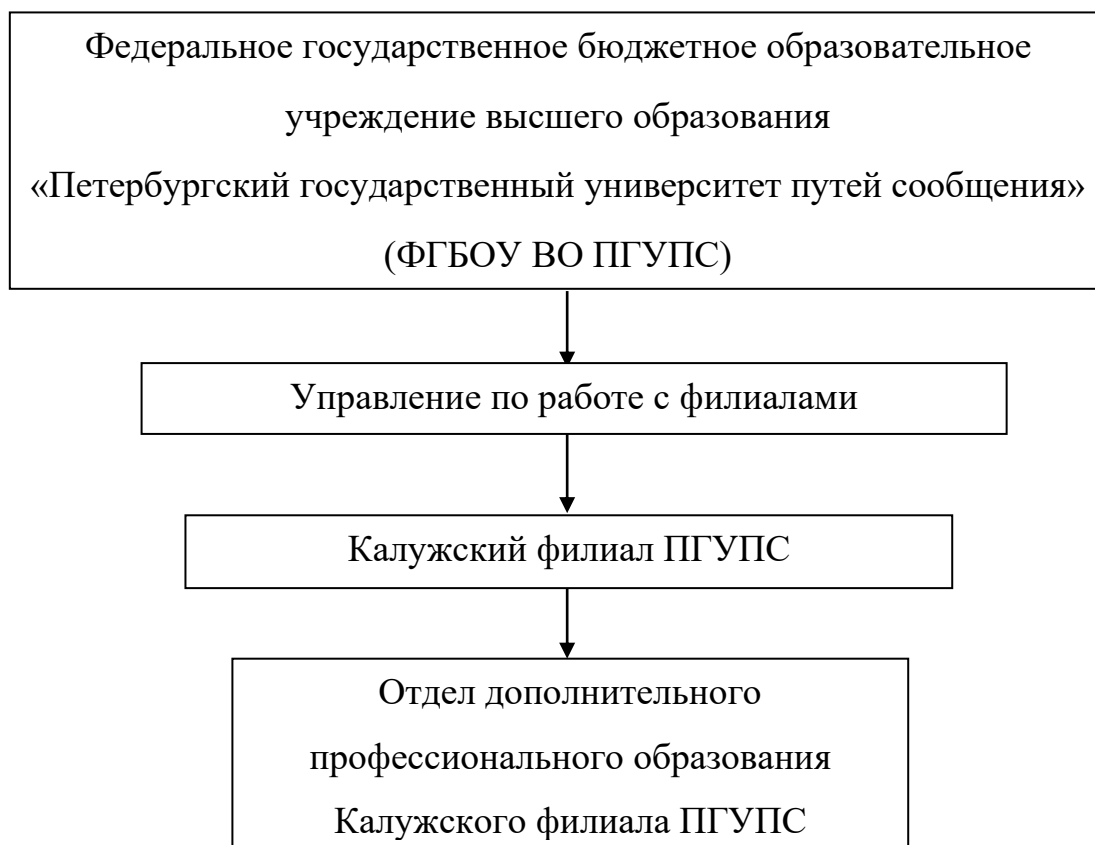 Федеральное государственное бюджетное образовательное
учреждение высшего образования
«Петербургский государственный университет путей сообщения»
(ФГБОУ ВО ПГУПС)
Управление по работе с филиалами
Калужский филиал ПГУПС
Отдел дополнительного
профессионального образования
Калужского филиала ПГУПС